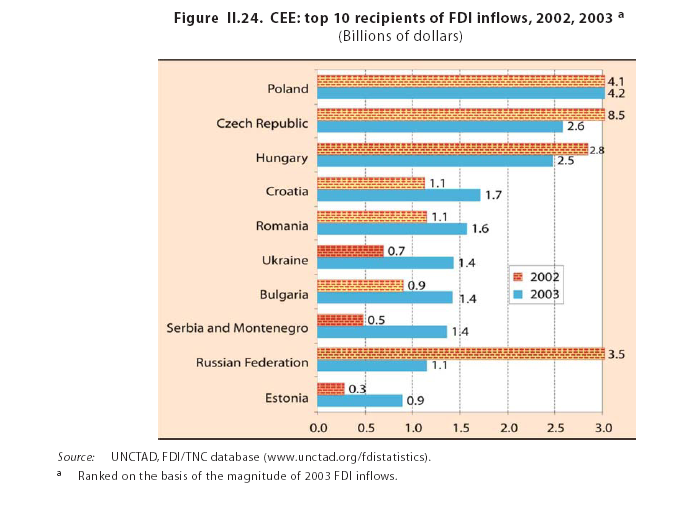 Figure II.24. CEE: top 10 recipients of FDI inflows, 2002, 2003 a
(Billions of dollars)
Poland 4.1
4.2
Czech Republic 8.5
2.6
Hungary 2.8
2.5
Croatia 1.1
1.7
Romania 1.1
1.6
Ukraine 0.7
1.4
Bulgaria 0.9
1.4
Serbia and Montenegro 0.5
1.4
Russian Federation 3.5
1.1
Estonia 0.3
0.9
2002
2003
0.0 0.5 1.0 1.5 2.0 2.5 3.0
Source: UNCTAD, FDI/TNC database (www.unctad.org/fdistatistics).
a Ranked on the basis of the magnitude of 2003 FDI inflows.